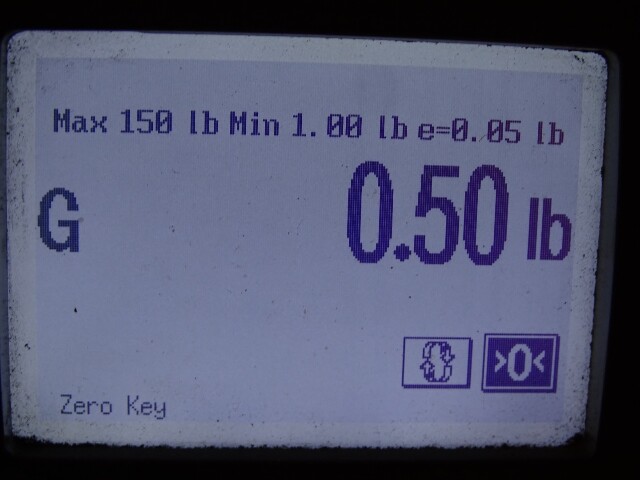 Max 150 lb Min 1.00 lb e=0.05 lb
G 0.50 lb
>0<
Zero Key